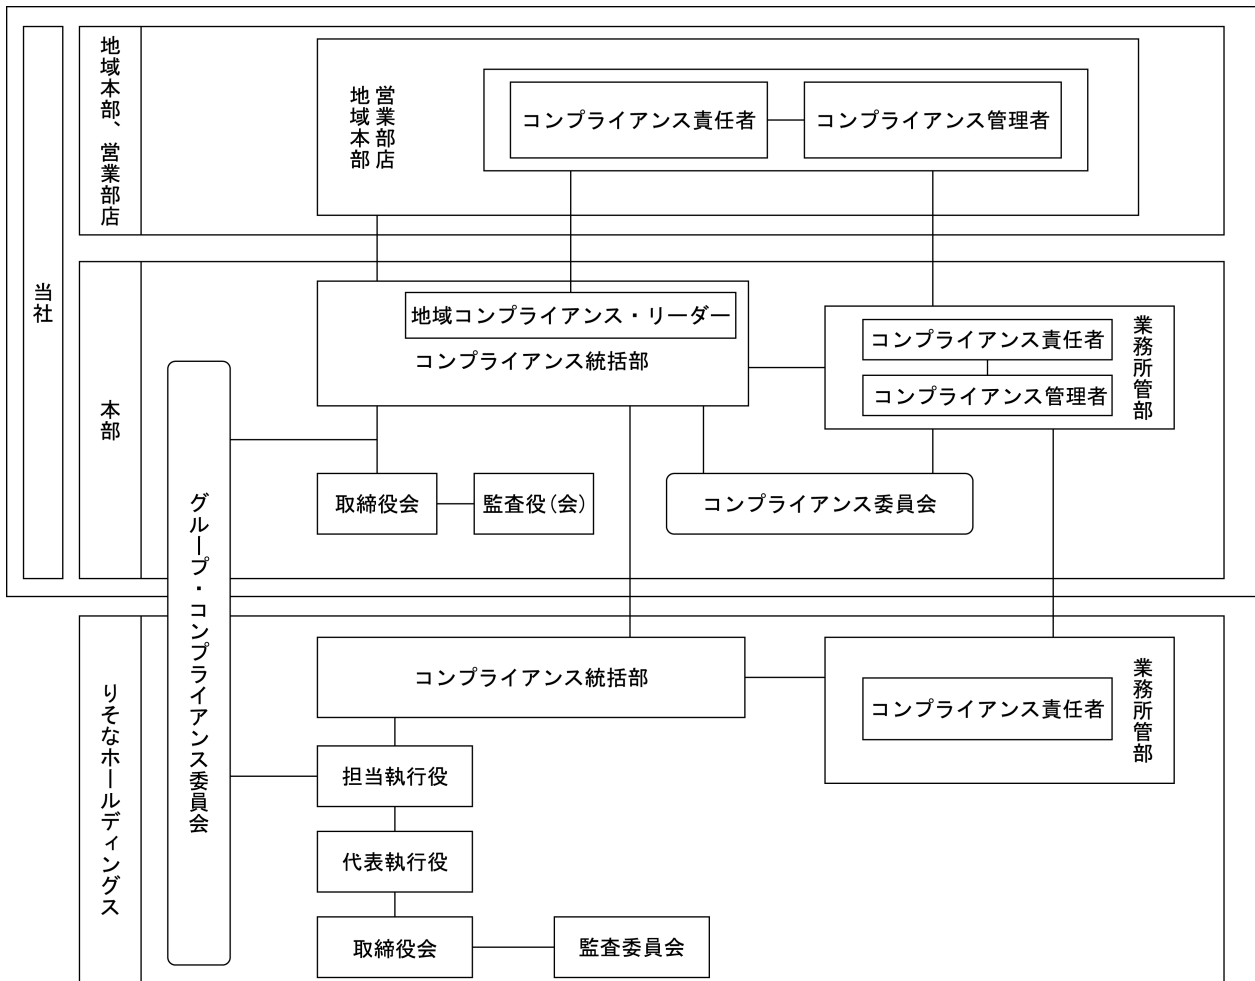 当社
地域本部、営業部店
営業部店
地域本部
コンプライアンス責任者
コンプライアンス管理者
本部
地域コンプライアンス・リーダー
コンプライアンス統括部
業務所管部
コンプライアンス責任者
コンプライアンス管理者
取締役会
監査役(会)
コンプライアンス委員会
グループ・コンプライアンス委員会
りそなホールディングス
コンプライアンス統括部
業務所管部
コンプライアンス責任者
担当執行役
代表執行役
取締役会
監査委員会